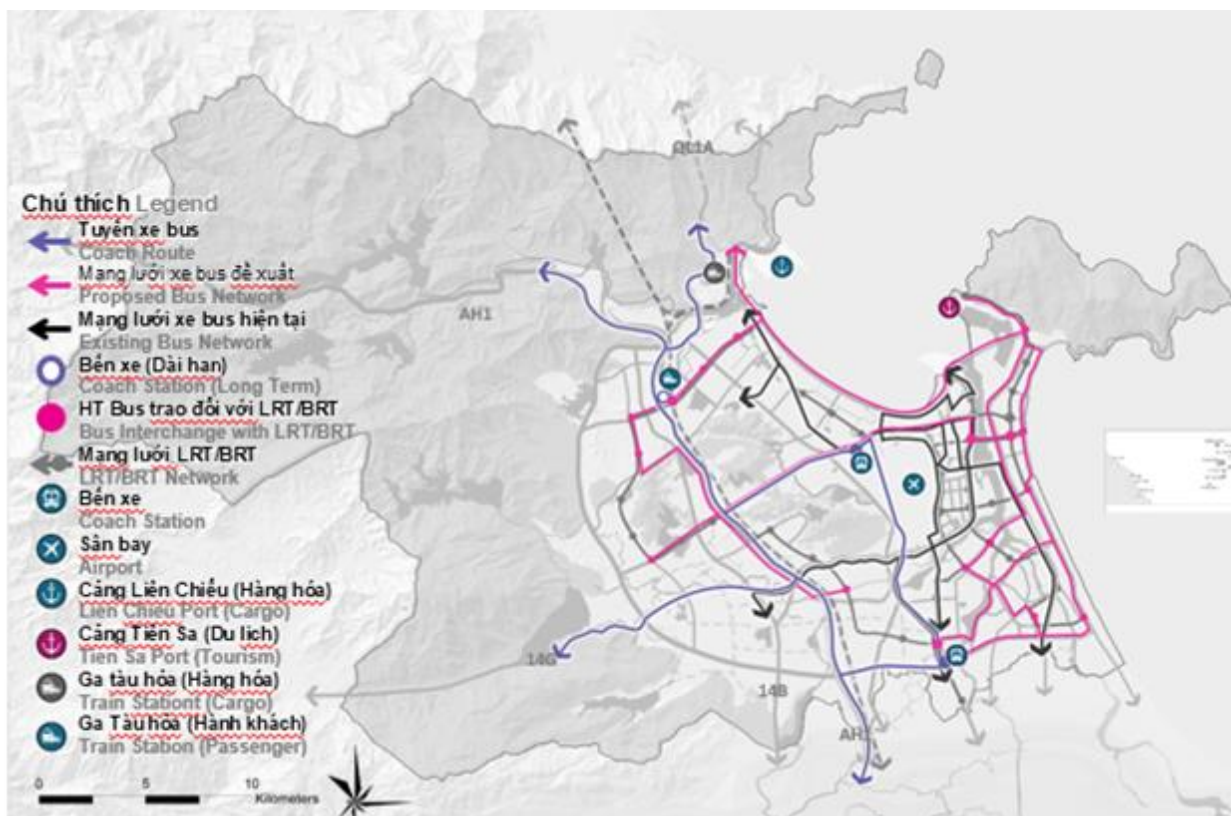 Chú thích Legend
Tuyến xe bus
Coach Route
Mạng lưới xe bus đề xuất
Proposed Bus Network
Mạng lưới xe bus hiện tại
Existing Bus Network
Bến xe (Dài hạn)
Coach Station (Long Term)
HT Bus trao đổi với LRT/BRT
Bus Interchange with LRT/BRT
Mạng lưới LRT/BRT
LRT/BRT Network
Bến xe
Coach Station
Sân bay
Airport
Cảng Liên Chiểu (Hàng hóa)
Lien Chieu Port (Cargo)
Cảng Tiên Sa (Du lịch)
Tien Sa Port (Tourism)
Ga tàu hỏa (Hàng hóa)
Train Stationt (Cargo)
Ga Tàu hỏa (Hành khách)
Train Station (Passenger)
0 5 10
Kilometers
QL1A
AH1
14G
14B